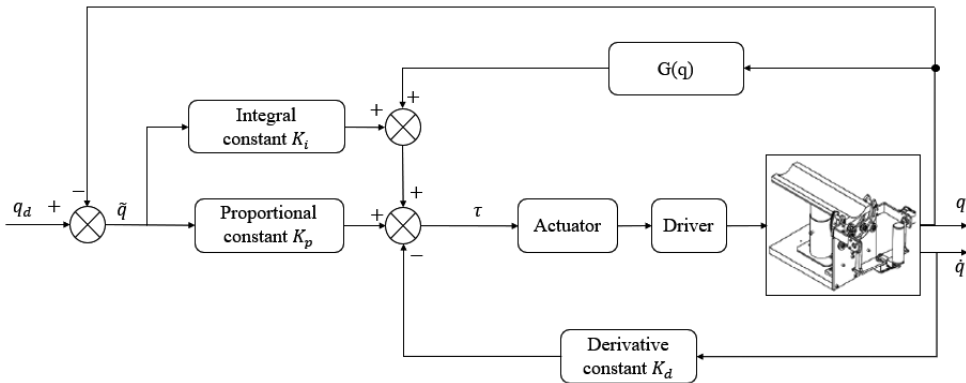 G(q)
+
+
Integral
constant K_i
−
+
q_d
+
q̃
Proportional
constant K_p
+
−
τ
Actuator
Driver
q
q̇
Derivative
constant K_d